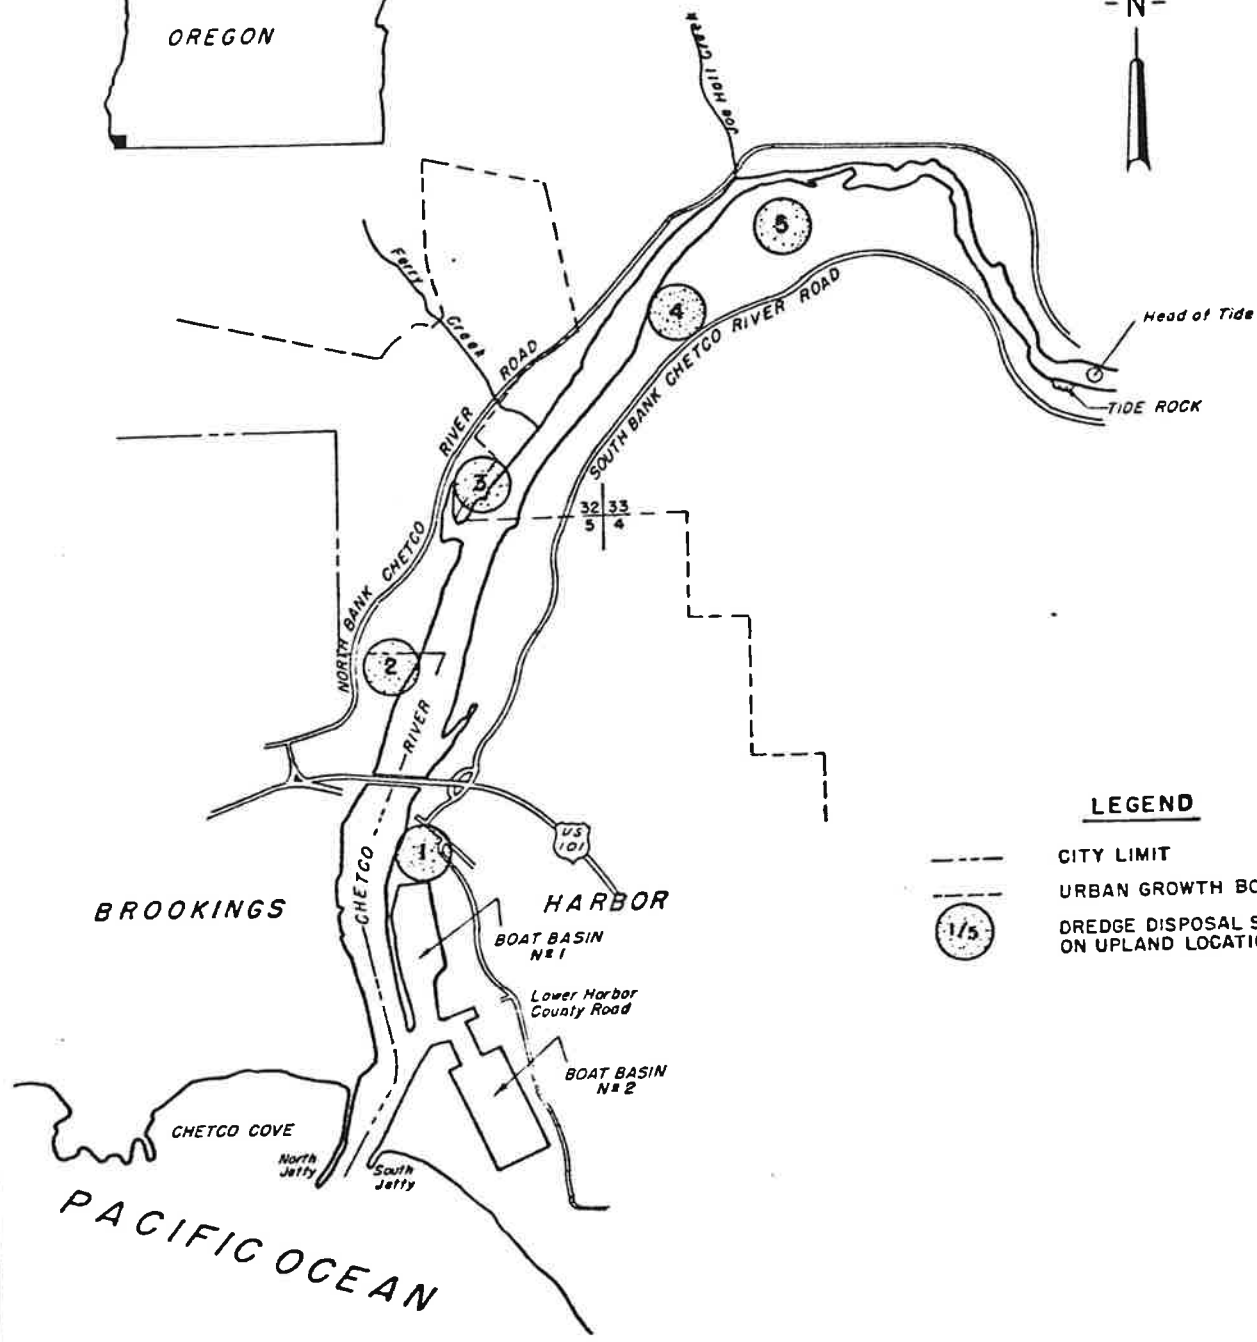 OREGON
- N -
Joe Hall Creek
Ferry Creek
5
4
Head of Tide
TIDE ROCK
NORTH BANK CHETCO RIVER ROAD
SOUTH BANK CHETCO RIVER ROAD
3
32 33
5 4
2
CHETCO RIVER
US
101
1
BROOKINGS
HARBOR
BOAT BASIN
Nº 1
Lower Harbor
County Road
BOAT BASIN
Nº 2
CHETCO COVE
North
Jetty
South
Jetty
PACIFIC OCEAN
LEGEND
CITY LIMIT
URBAN GROWTH BO
1/5
DREDGE DISPOSAL S
ON UPLAND LOCATI